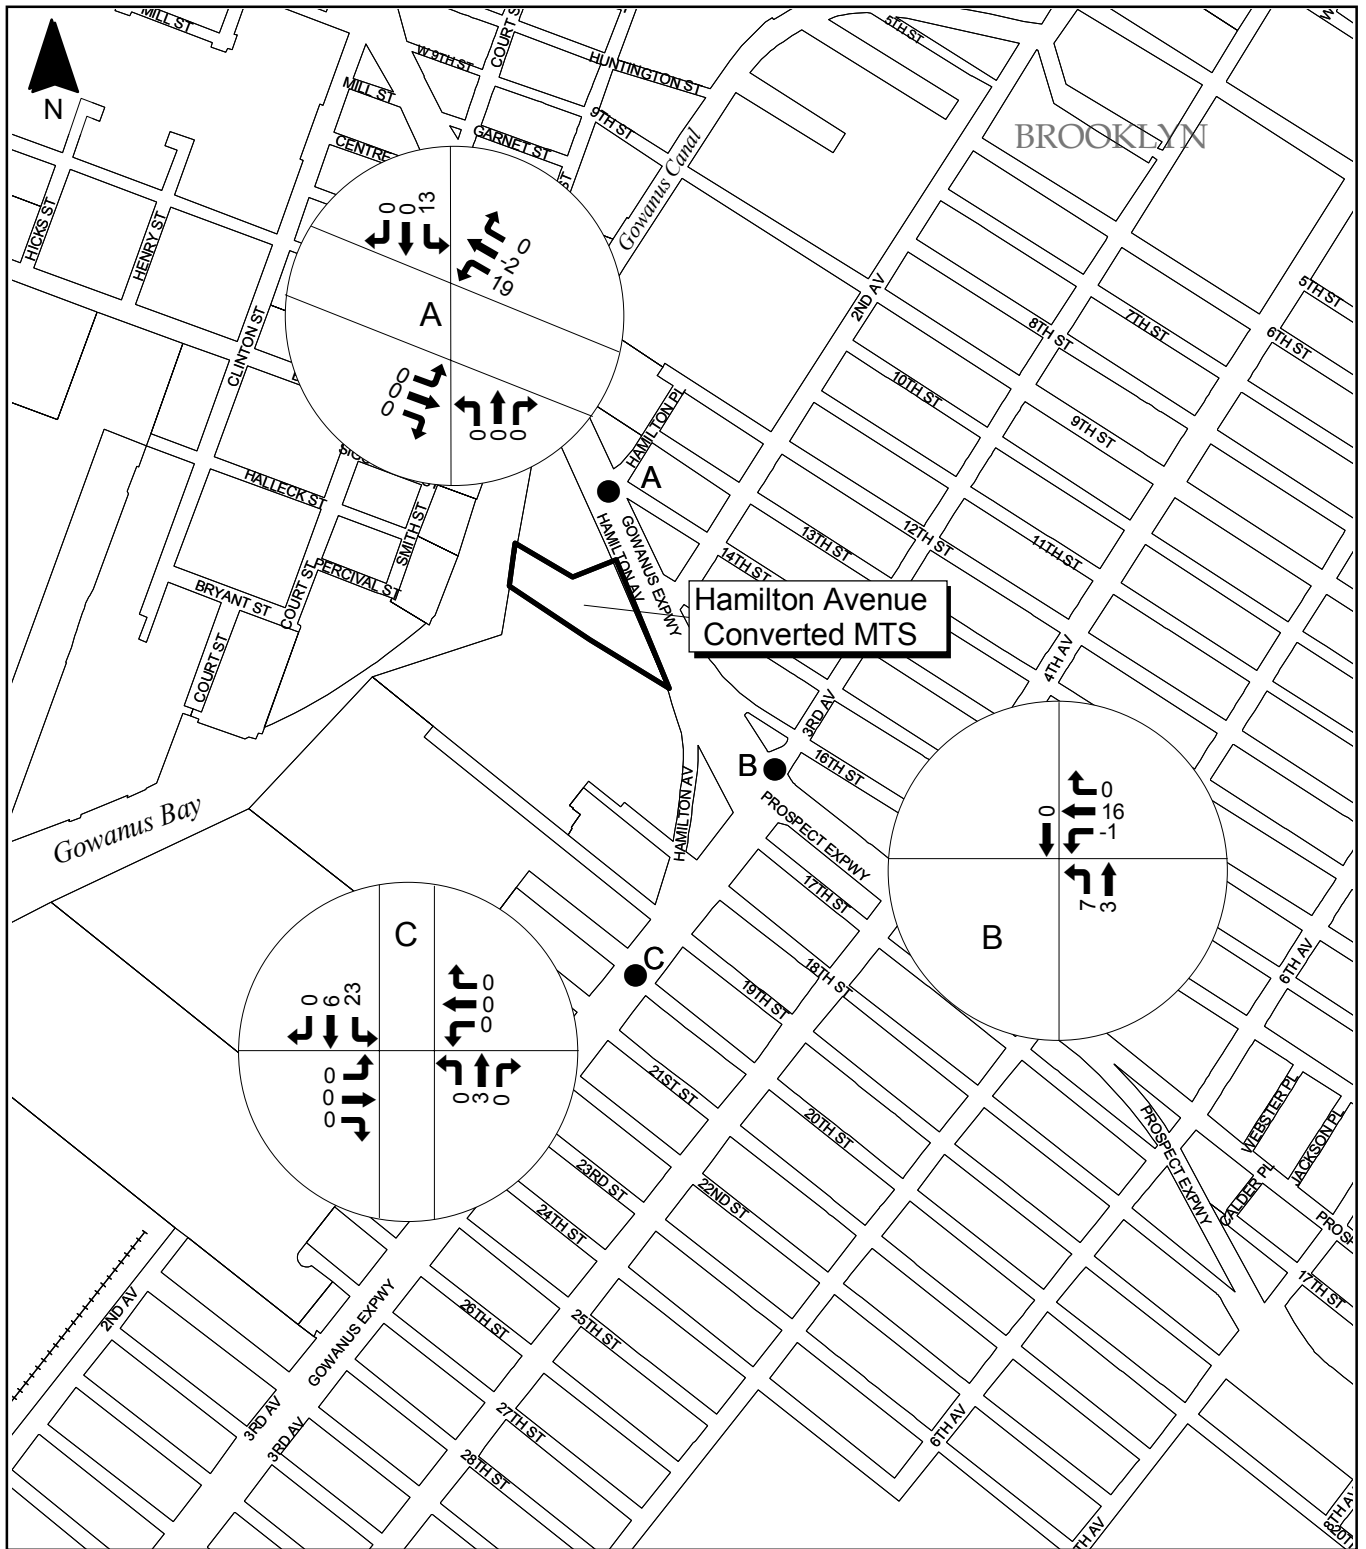 MILL ST
COURT S
W 9TH ST
HUNTINGTON ST
5TH ST
N
MILL ST
9TH ST
GARNET ST
CENTRE
ST
Gowanus Canal
BROOKLYN
HICKS ST
HENRY ST
CLINTON ST
0
0
13
0
-2
19
A
0
0
0
0
0
0
2ND AV
5TH ST
6TH ST
7TH ST
8TH ST
9TH ST
10TH ST
11TH ST
12TH ST
13TH ST
14TH ST
HAMILTON PL
A
HALLECK ST
SMITH ST
PERCIVAL ST
COURT ST
BRYANT ST
COURT ST
HAMILTON AV
GOWANUS EXPWY
Hamilton Avenue
Converted MTS
4TH AV
3RD AV
B
16TH ST
HAMILTON AV
PROSPECT EXPWY
Gowanus Bay
17TH ST
0
0
16
-1
7
3
B
6TH AV
C
18TH ST
19TH ST
C
0
6
23
0
0
0
0
0
0
0
3
0
21ST ST
20TH ST
23RD ST
22ND ST
24TH ST
PROSPECT EXPWY
WEBSTER PL
JACKSON PL
CALDER PL
PROS
17TH ST
2ND AV
GOWANUS EXPWY
26TH ST
25TH ST
3RD AV
3RD AV
27TH ST
28TH ST
6TH AV
TH AV